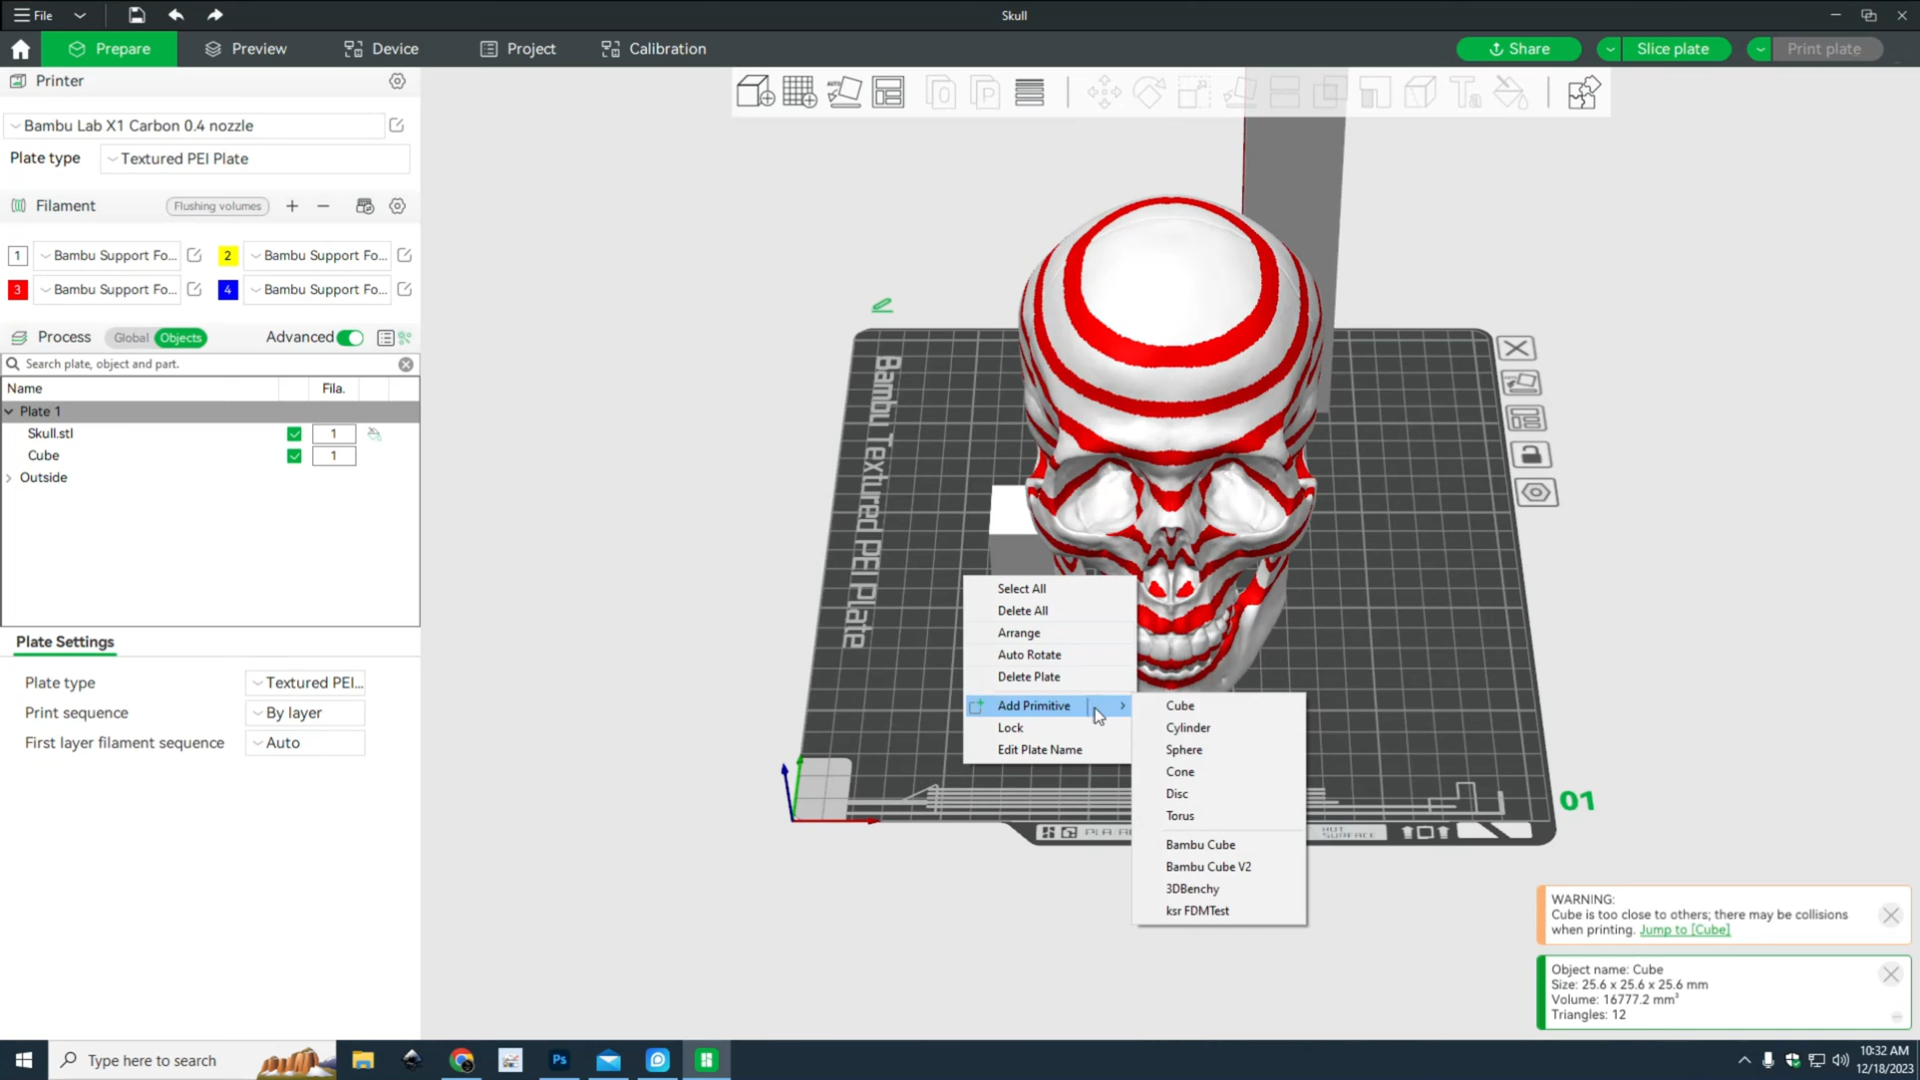 File
Skull
Prepare
Preview
Device
Project
Calibration
Share
Slice plate
Print plate
Printer
Bambu Lab X1 Carbon 0.4 nozzle
Plate type
Textured PEI Plate
Filament
Flushing volumes
1
Bambu Support Fo...
2
Bambu Support Fo...
3
Bambu Support Fo...
4
Bambu Support Fo...
Process
Global
Objects
Advanced
Search plate, object and part.
Name
Fila.
Plate 1
Skull.stl
1
Cube
1
Outside
Plate Settings
Plate type
Textured PEI...
Print sequence
By layer
First layer filament sequence
Auto
Bambu Textured PEI Plate
Select All
Delete All
Arrange
Auto Rotate
Delete Plate
Add Primitive
Lock
Edit Plate Name
Cube
Cylinder
Sphere
Cone
Disc
Torus
Bambu Cube
Bambu Cube V2
3DBenchy
ksr FDMTest
01
HOT
SURFACE
WARNING:
Cube is too close to others; there may be collisions
when printing. Jump to [Cube]
Object name: Cube
Size: 25.6 x 25.6 x 25.6 mm
Volume: 16777.2 mm³
Triangles: 12
Type here to search
Ps
10:32 AM
12/18/2023